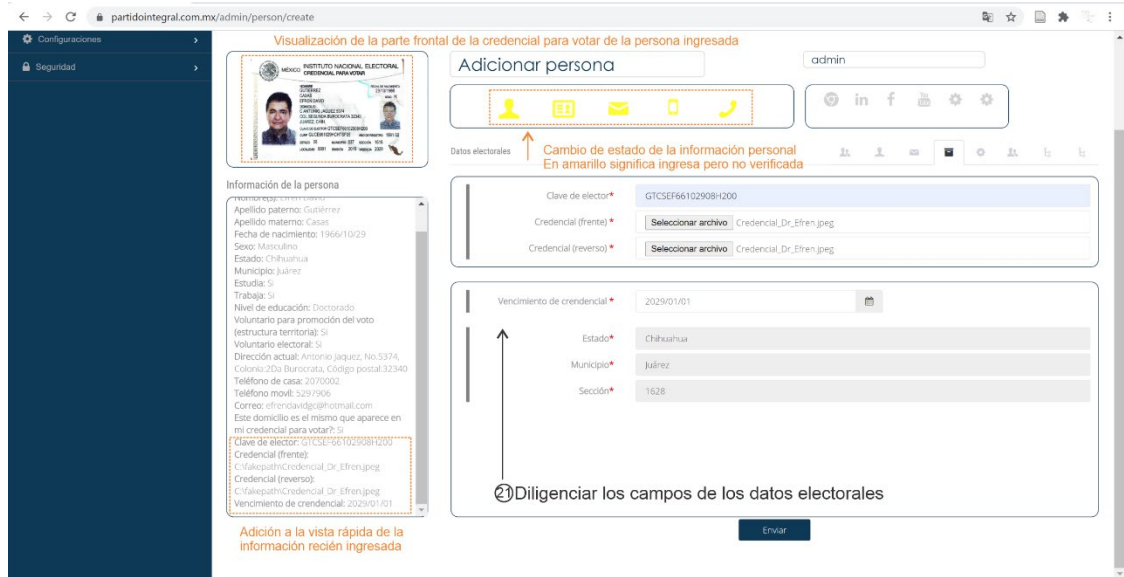 partidointegral.com.mx/admin/person/create
Configuraciones
Seguridad
Visualización de la parte frontal de la credencial para votar de la persona ingresada
MÉXICO INSTITUTO NACIONAL ELECTORAL
CREDENCIAL PARA VOTAR
Adicionar persona
admin
Cambio de estado de la información personal
En amarillo significa ingresa pero no verificada
Datos electorales
Información de la persona
Nombre(s): Efren David
Apellido paterno: Gutiérrez
Apellido materno: Casas
Fecha de nacimiento: 1966/10/29
Sexo: Masculino
Estado: Chihuahua
Municipio: Juárez
Estudia: Si
Trabaja: Si
Nivel de educación: Doctorado
Voluntario para promoción del voto
(estructura territoria): Si
Voluntario electoral: Si
Dirección actual: Antonio Jaquez, No.5374,
Colonia:2Da Burocrata, Código postal:32340
Teléfono de casa: 2070002
Teléfono movil: 5297906
Correo: efrendavidgc@hotmail.com
Este domicilio es el mismo que aparece en
mi credencial para votar?: Si
Clave de elector: GTCSEF66102908H200
Credencial (frente):
C:\fakepath\Credencial_Dr_Efren.jpeg
Credencial (reverso):
C:\fakepath\Credencial_Dr_Efren.jpeg
Vencimiento de crendencial: 2029/01/01
Adición a la vista rápida de la
información recién ingresada
Clave de elector* GTCSEF66102908H200
Credencial (frente) * Seleccionar archivo Credencial_Dr_Efren.jpeg
Credencial (reverso) * Seleccionar archivo Credencial_Dr_Efren.jpeg
Vencimiento de crendencial * 2029/01/01
Estado* Chihuahua
Municipio* Juárez
Sección* 1628
21 Diligenciar los campos de los datos electorales
Enviar